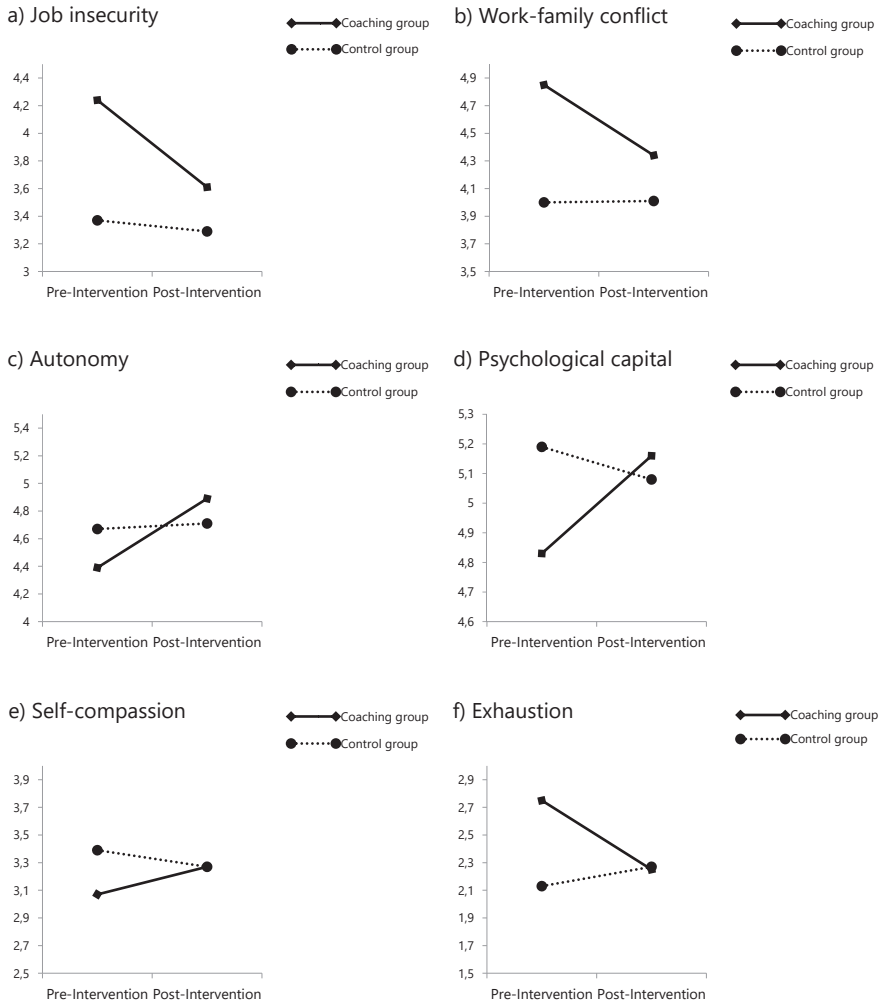 a) Job insecurity
Coaching group
Control group
4,4
4,2
4
3,8
3,6
3,4
3,2
3
Pre-Intervention Post-Intervention
b) Work-family conflict
Coaching group
Control group
4,9
4,7
4,5
4,3
4,1
3,9
3,7
3,5
Pre-Intervention Post-Intervention
c) Autonomy
Coaching group
Control group
5,4
5,2
5
4,8
4,6
4,4
4,2
4
Pre-Intervention Post-Intervention
d) Psychological capital
Coaching group
Control group
5,3
5,2
5,1
5
4,9
4,8
4,7
4,6
Pre-Intervention Post-Intervention
e) Self-compassion
Coaching group
Control group
3,9
3,7
3,5
3,3
3,1
2,9
2,7
2,5
Pre-Intervention Post-Intervention
f) Exhaustion
Coaching group
Control group
2,9
2,7
2,5
2,3
2,1
1,9
1,7
1,5
Pre-Intervention Post-Intervention